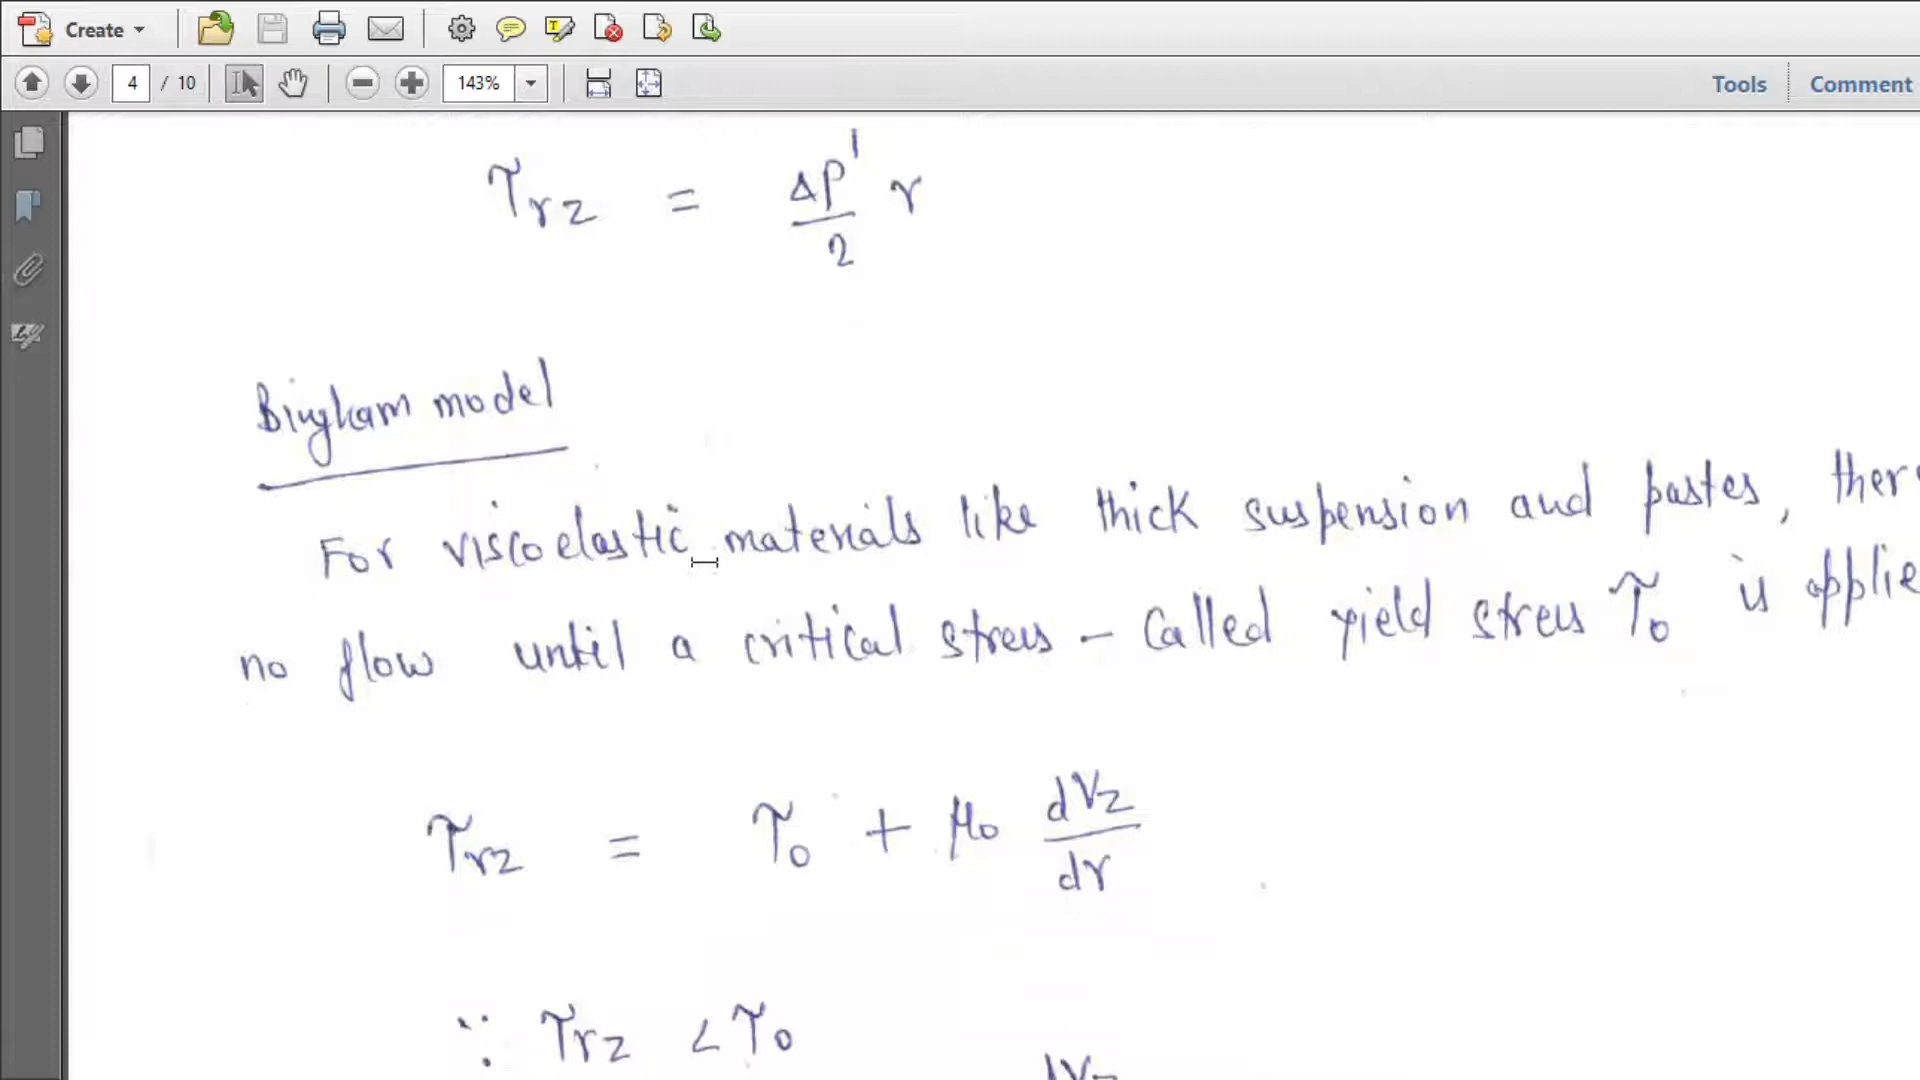 Create
4 / 10
143%
Tools
Comment
τrz = ΔP' / 2 r
Bingham model
For viscoelastic materials like thick suspension and pastes, ther
no flow until a critical stress – called yield stress τ0 is applie
τrz = τ0 + μ0 dVz / dr
∵ τrz < τ0
dVz